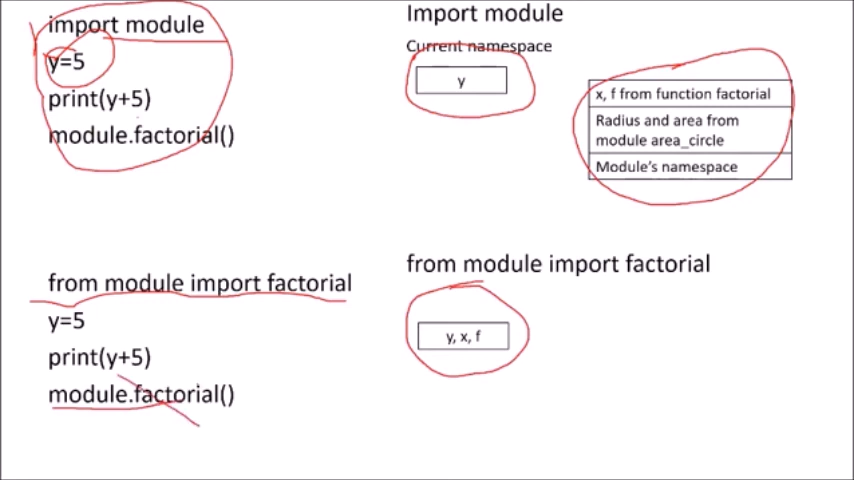 import module
y=5
print(y+5)
module.factorial()
Import module
Current namespace
y
x, f from function factorial
Radius and area from
module area_circle
Module's namespace
from module import factorial
y=5
print(y+5)
module.factorial()
from module import factorial
y, x, f